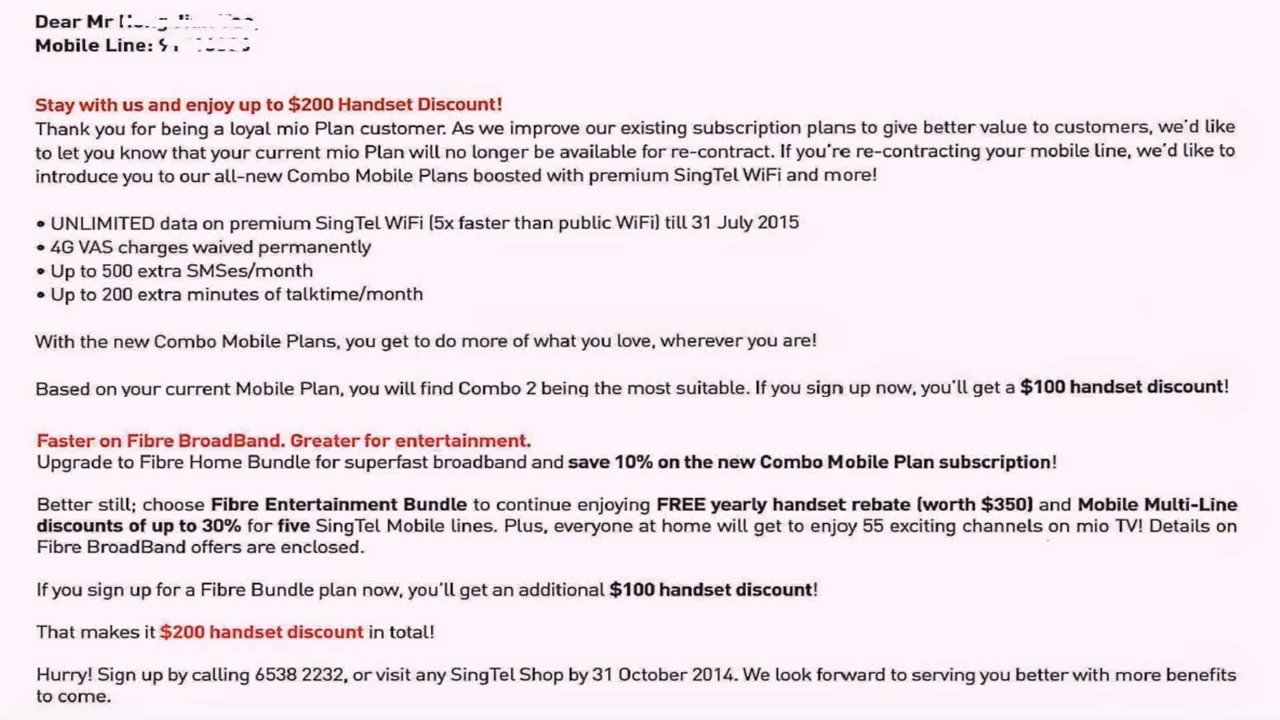 Dear Mr
Mobile Line:
Stay with us and enjoy up to $200 Handset Discount!
Thank you for being a loyal mio Plan customer. As we improve our existing subscription plans to give better value to customers, we'd like
to let you know that your current mio Plan will no longer be available for re-contract. If you're re-contracting your mobile line, we'd like to
introduce you to our all-new Combo Mobile Plans boosted with premium SingTel WiFi and more!
• UNLIMITED data on premium SingTel WiFi (5x faster than public WiFi) till 31 July 2015
• 4G VAS charges waived permanently
• Up to 500 extra SMSes/month
• Up to 200 extra minutes of talktime/month
With the new Combo Mobile Plans, you get to do more of what you love, wherever you are!
Based on your current Mobile Plan, you will find Combo 2 being the most suitable. If you sign up now, you'll get a $100 handset discount!
Faster on Fibre BroadBand. Greater for entertainment.
Upgrade to Fibre Home Bundle for superfast broadband and save 10% on the new Combo Mobile Plan subscription!
Better still; choose Fibre Entertainment Bundle to continue enjoying FREE yearly handset rebate (worth $350) and Mobile Multi-Line
discounts of up to 30% for five SingTel Mobile lines. Plus, everyone at home will get to enjoy 55 exciting channels on mio TV! Details on
Fibre BroadBand offers are enclosed.
If you sign up for a Fibre Bundle plan now, you'll get an additional $100 handset discount!
That makes it $200 handset discount in total!
Hurry! Sign up by calling 6538 2232, or visit any SingTel Shop by 31 October 2014. We look forward to serving you better with more benefits
to come.